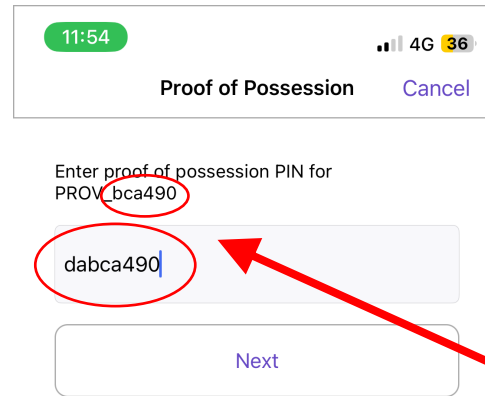 11:54
4G 36
Proof of Possession Cancel
Enter proof of possession PIN for
PROV_bca490
dabca490
Next